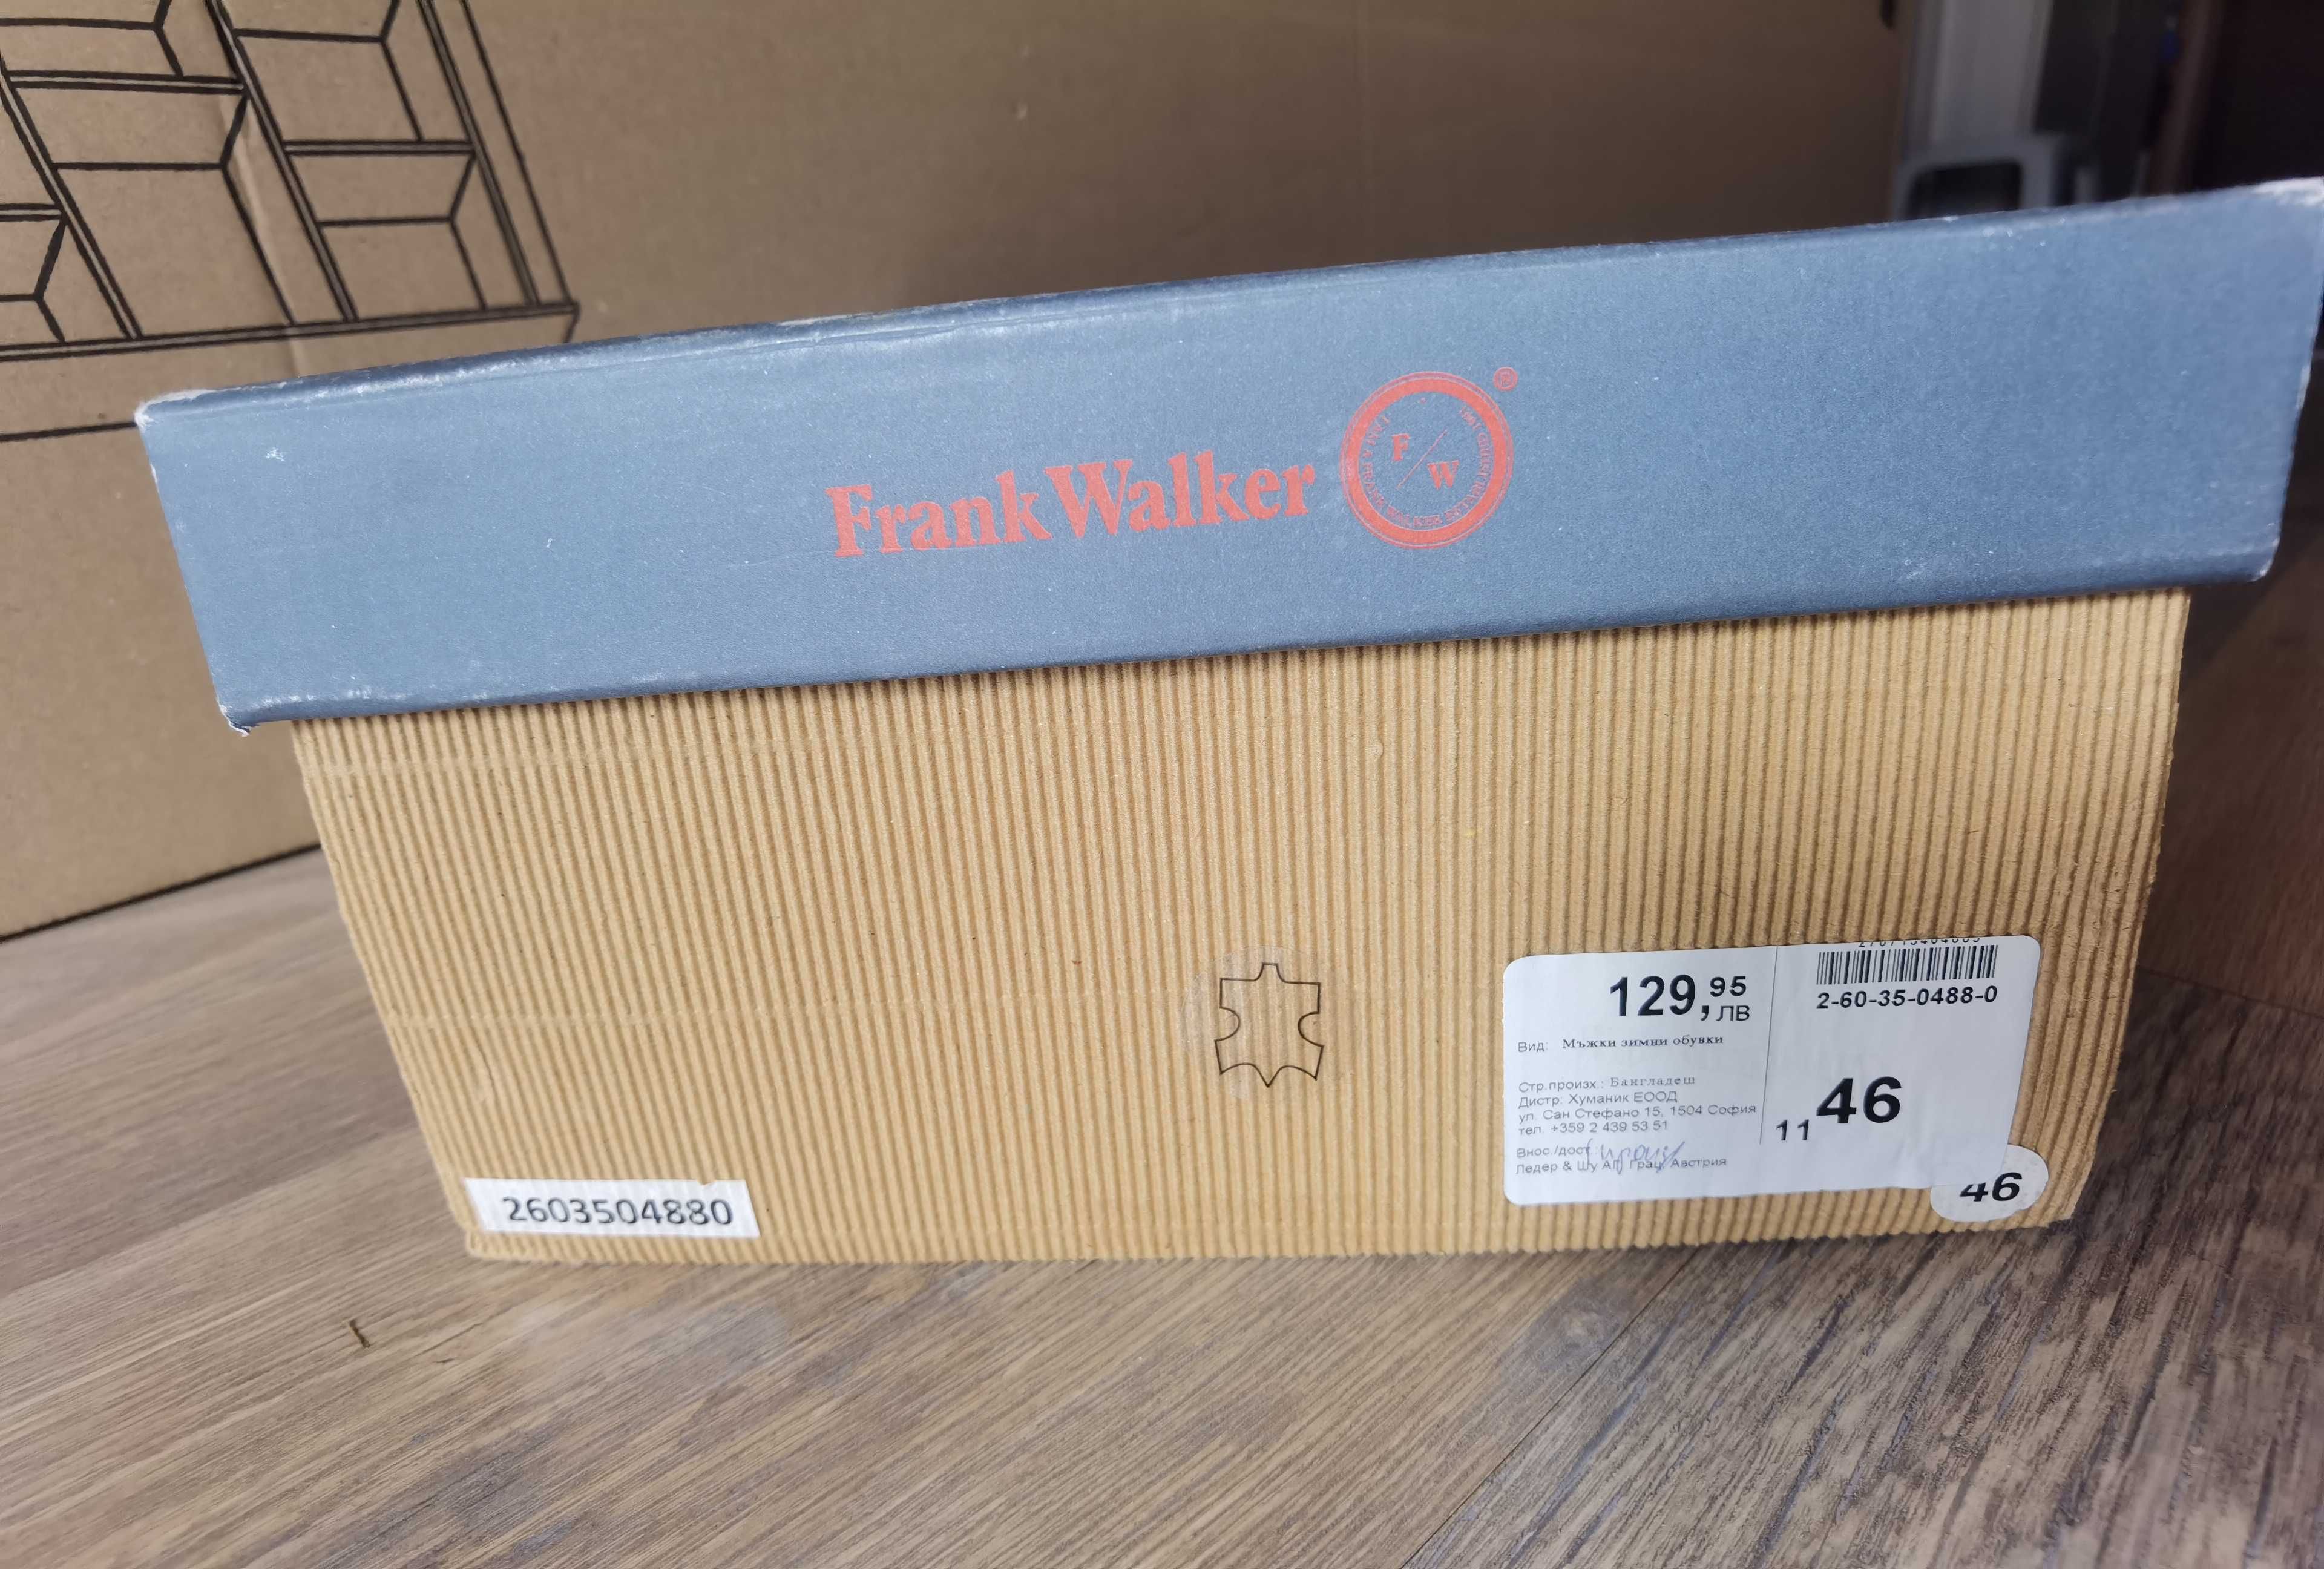 Frank Walker
®
F/W
129,95 ЛВ
Вид: Мъжки зимни обувки
Стр.произх.: Бангладеш
Дистр: Хуманик ЕООД
ул. Сан Стефано 15, 1504 София
тел. +359 2 439 53 51
Внос./дост.:
Ледер & Шу АГ, Грац, Австрия
2-60-35-0488-0
11 46
46
2603504880